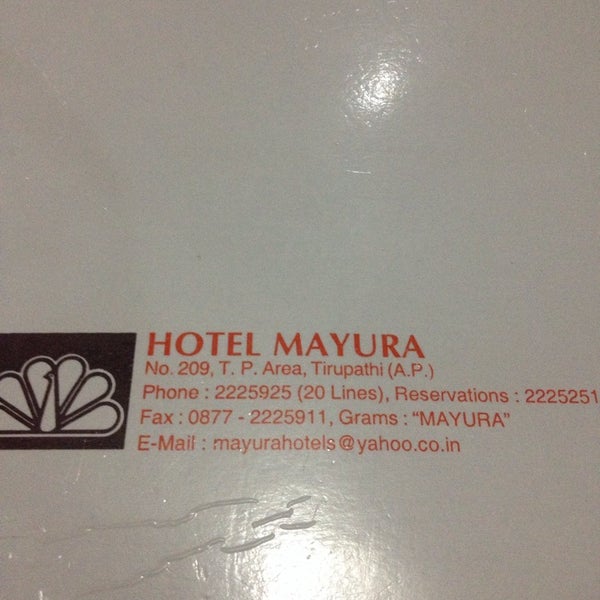 HOTEL MAYURA
No. 209, T. P. Area, Tirupathi (A.P.)
Phone : 2225925 (20 Lines), Reservations : 2225251
Fax : 0877 - 2225911, Grams : “MAYURA”
E-Mail : mayurahotels@yahoo.co.in